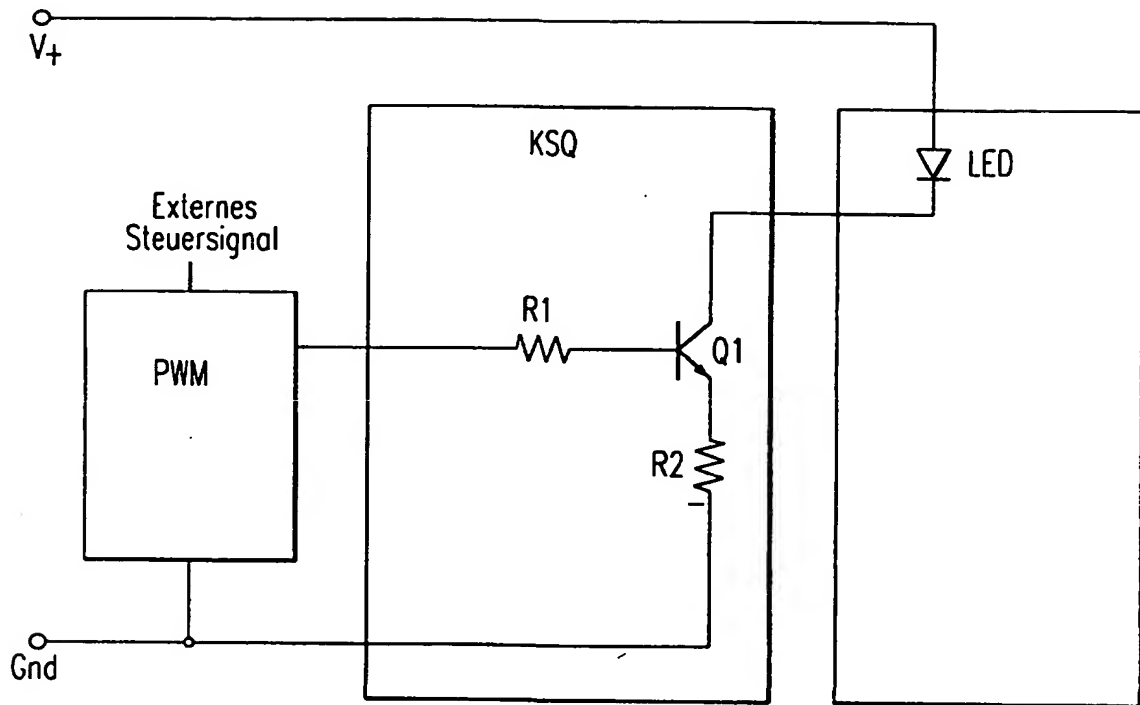 V+
KSQ
LED
Externes
Steuersignal
R1
PWM
Q1
R2
Gnd